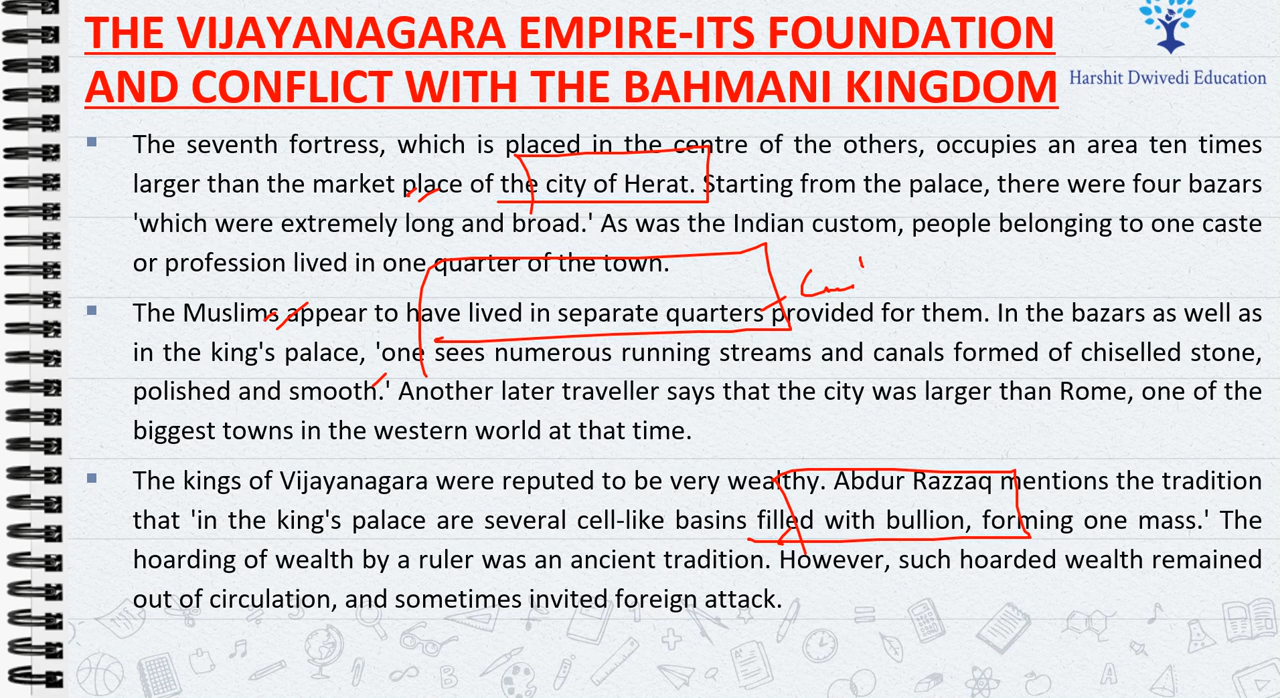 THE VIJAYANAGARA EMPIRE-ITS FOUNDATION
AND CONFLICT WITH THE BAHMANI KINGDOM
Harshit Dwivedi Education
▪ The seventh fortress, which is placed in the centre of the others, occupies an area ten times
larger than the market place of the city of Herat. Starting from the palace, there were four bazars
'which were extremely long and broad.' As was the Indian custom, people belonging to one caste
or profession lived in one quarter of the town.
▪ The Muslims appear to have lived in separate quarters provided for them. In the bazars as well as
in the king's palace, 'one sees numerous running streams and canals formed of chiselled stone,
polished and smooth.' Another later traveller says that the city was larger than Rome, one of the
biggest towns in the western world at that time.
▪ The kings of Vijayanagara were reputed to be very wealthy. Abdur Razzaq mentions the tradition
that 'in the king's palace are several cell-like basins filled with bullion, forming one mass.' The
hoarding of wealth by a ruler was an ancient tradition. However, such hoarded wealth remained
out of circulation, and sometimes invited foreign attack.